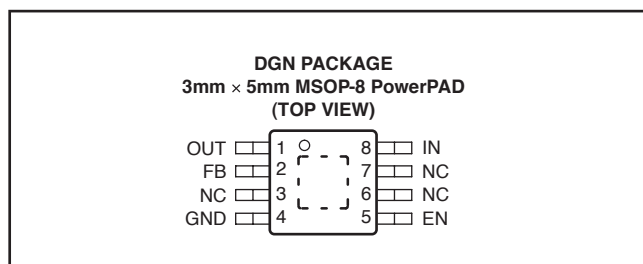 DGN PACKAGE
3mm × 5mm MSOP-8 PowerPAD
(TOP VIEW)
OUT 1 8 IN
FB 2 7 NC
NC 3 6 NC
GND 4 5 EN